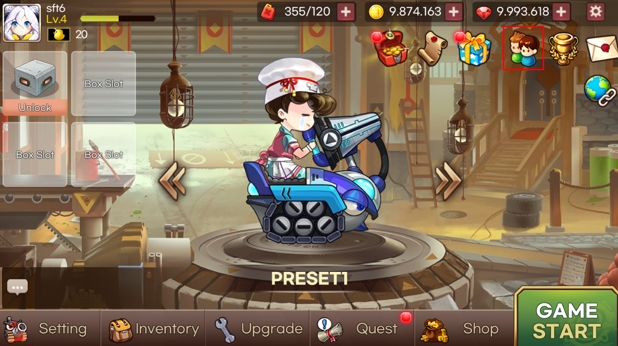 sft6
Lv.4
20
355/120
9.874.163
9.993.618
Unlock
Box Slot
Box Slot
Box Slot
PRESET1
Setting
Inventory
Upgrade
Quest
Shop
GAME
START